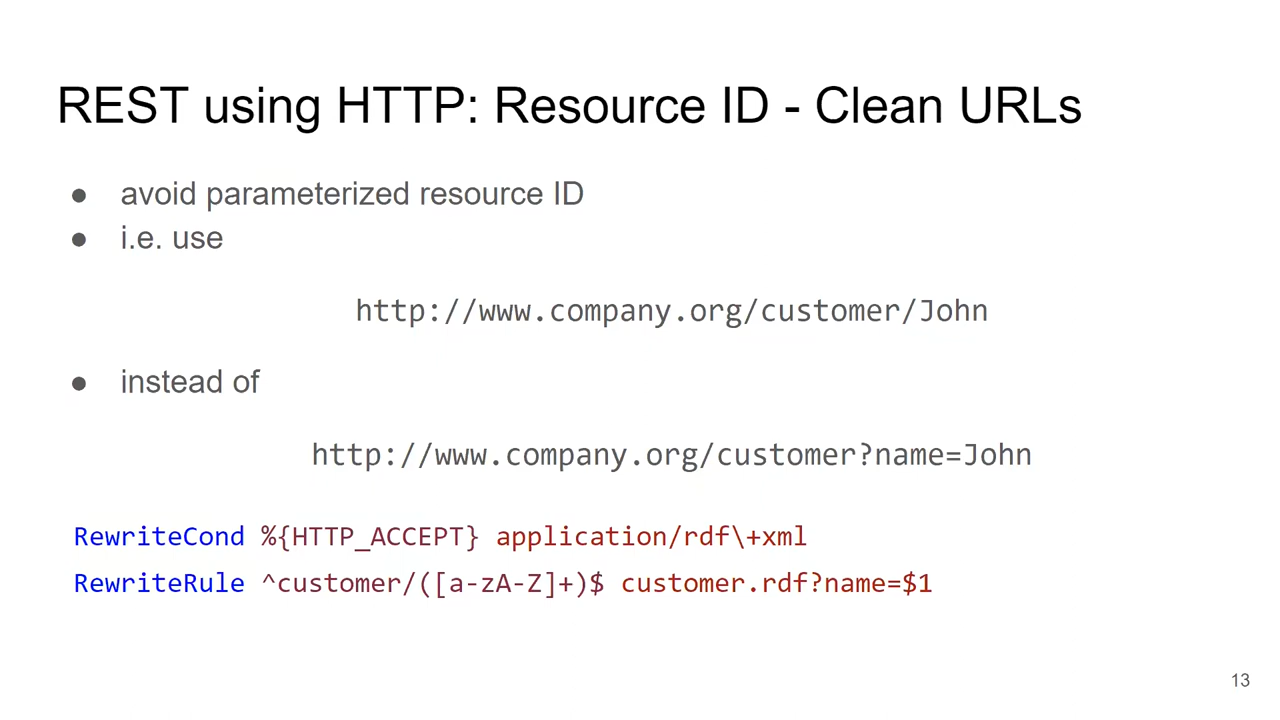 REST using HTTP: Resource ID - Clean URLs
● avoid parameterized resource ID
● i.e. use
http://www.company.org/customer/John
● instead of
http://www.company.org/customer?name=John
RewriteCond %{HTTP_ACCEPT} application/rdf\+xml
RewriteRule ^customer/([a-zA-Z]+)$ customer.rdf?name=$1
13